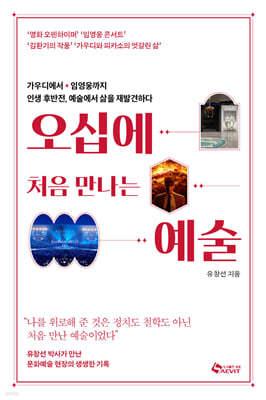 ‘영화 오펜하이머’ ‘임영웅 콘서트’
‘김환기의 작품’ ‘가우디와 피카소의 엇갈린 삶’
가우디에서 + 임영웅까지
인생 후반전, 예술에서 삶을 재발견하다
오십에
처음 만나는
예술
유창선 지음
“나를 위로해 준 것은 정치도 철학도 아닌
처음 만난 예술이었다”
유창선 박사가 만난
문화예술 현장의 생생한 기록
SAEVIT
yes24